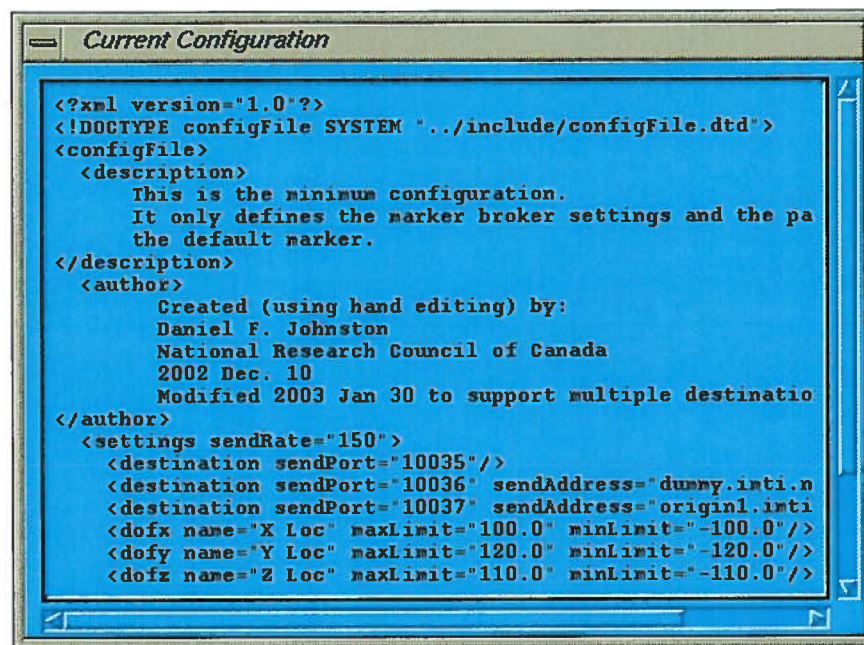 Current Configuration
<?xml version="1.0"?>
<!DOCTYPE configFile SYSTEM "../include/configFile.dtd">
<configFile>
  <description>
      This is the minimum configuration.
      It only defines the marker broker settings and the pa
      the default marker.
</description>
  <author>
        Created (using hand editing) by:
        Daniel F. Johnston
        National Research Council of Canada
        2002 Dec. 10
        Modified 2003 Jan 30 to support multiple destinatio
</author>
  <settings sendRate="150">
    <destination sendPort="10035"/>
    <destination sendPort="10036" sendAddress="dummy.imti.n
    <destination sendPort="10037" sendAddress="origin1.imti
    <dofx name="X Loc" maxLimit="100.0" minLimit="-100.0"/>
    <dofy name="Y Loc" maxLimit="120.0" minLimit="-120.0"/>
    <dofz name="Z Loc" maxLimit="110.0" minLimit="-110.0"/>